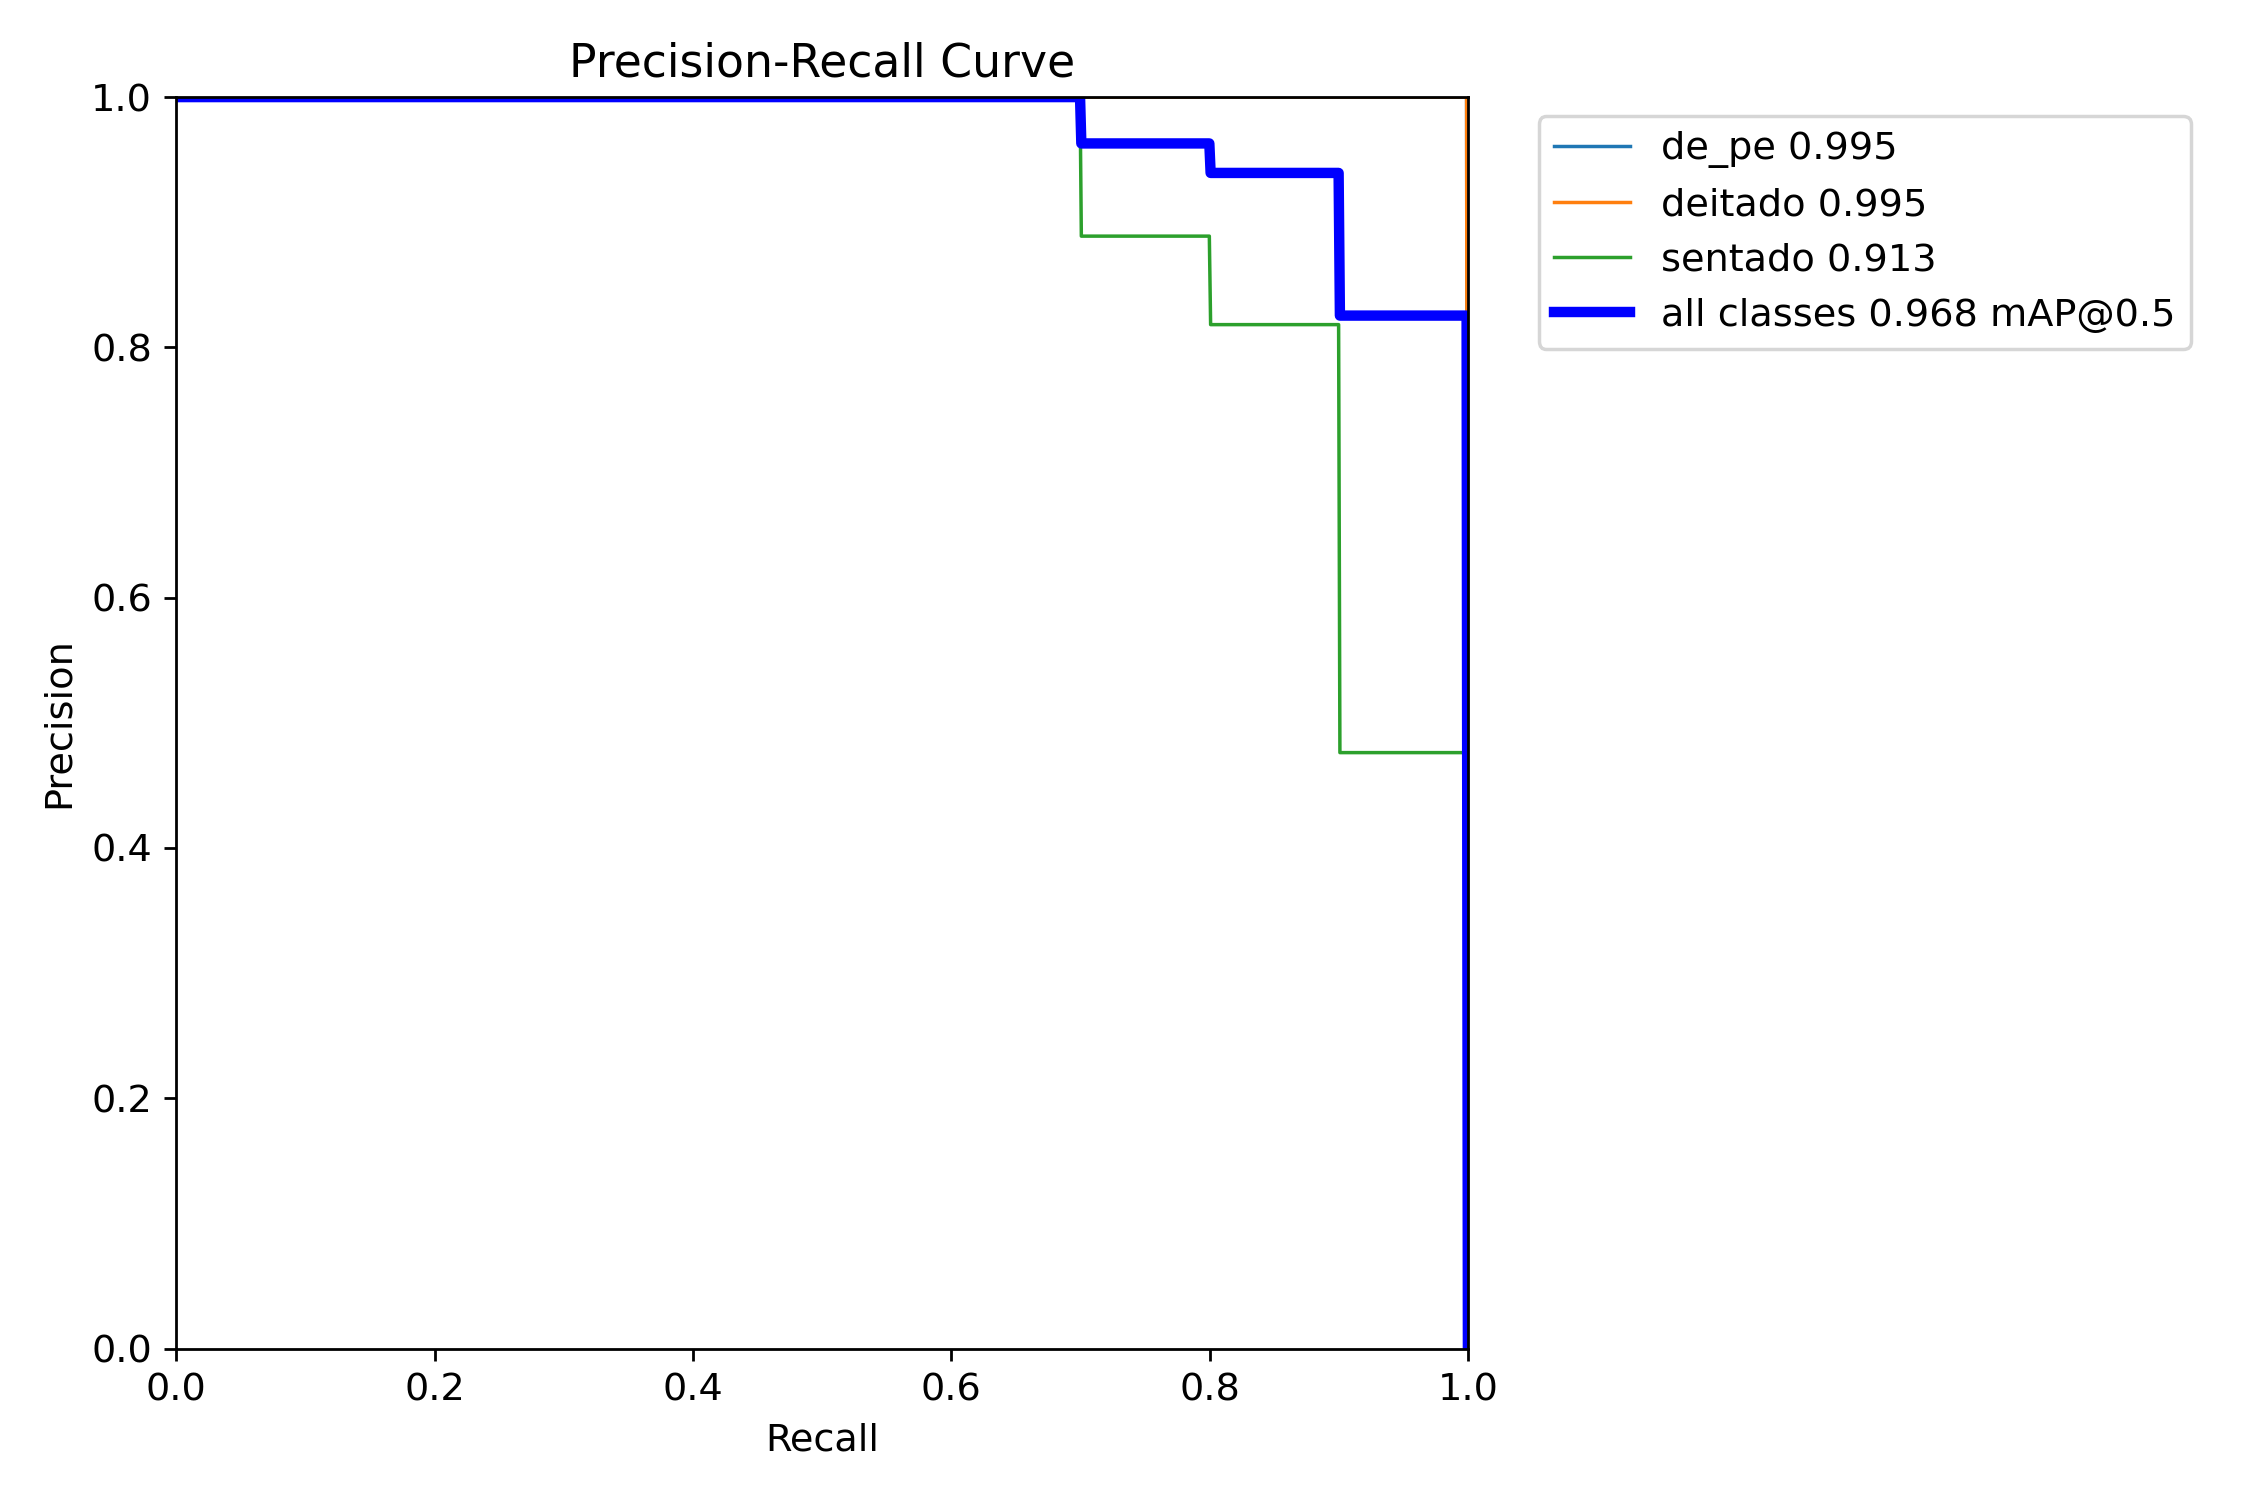 Precision-Recall Curve
1.0
0.8
0.6
0.4
0.2
0.0
Precision
0.0 0.2 0.4 0.6 0.8 1.0
Recall
de_pe 0.995
deitado 0.995
sentado 0.913
all classes 0.968 mAP@0.5